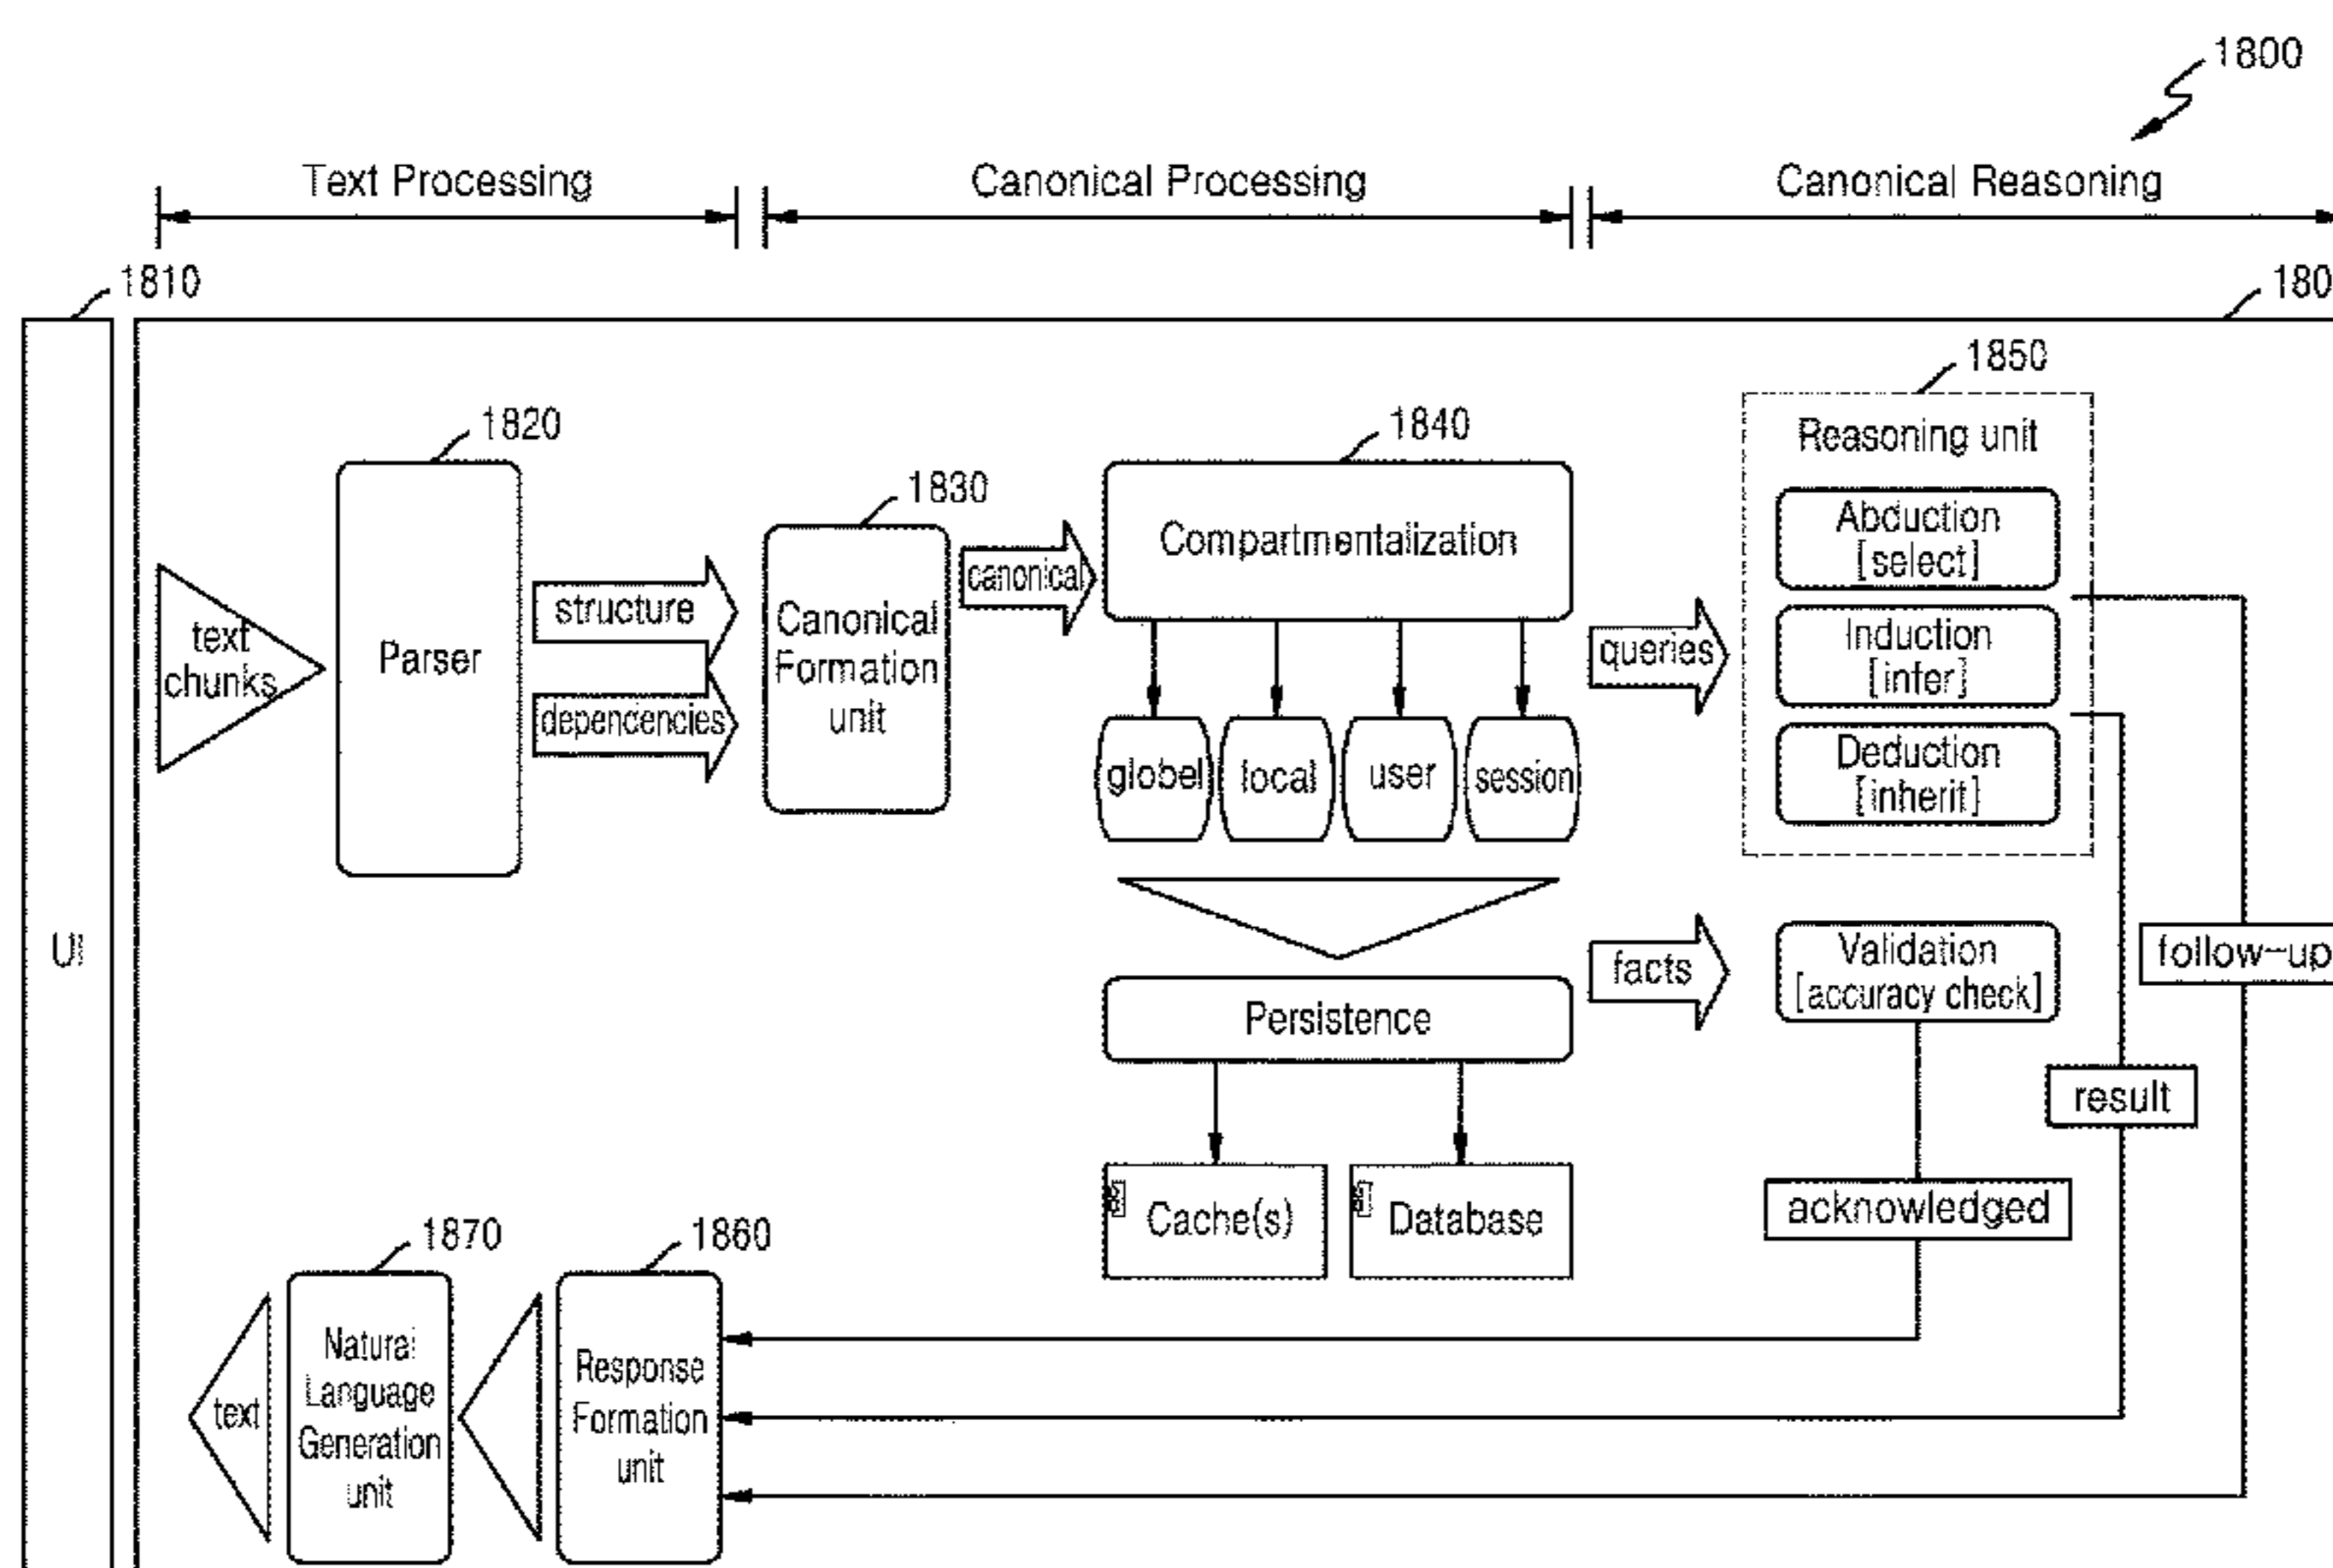 1800
Text Processing
Canonical Processing
Canonical Reasoning
1810
180
1850
1820
1840
Reasoning unit
1830
Abduction
[select]
Compartmentalization
canonical
structure
text
chunks
Parser
Canonical
Formation
unit
queries
Induction
[infer]
dependencies
globel
local
user
session
Deduction
[inherit]
UI
facts
Validation
[accuracy check]
follow-up
Persistence
result
Cache(s)
Database
acknowledged
1870
1860
text
Natural
Language
Generation
unit
Response
Formation
unit